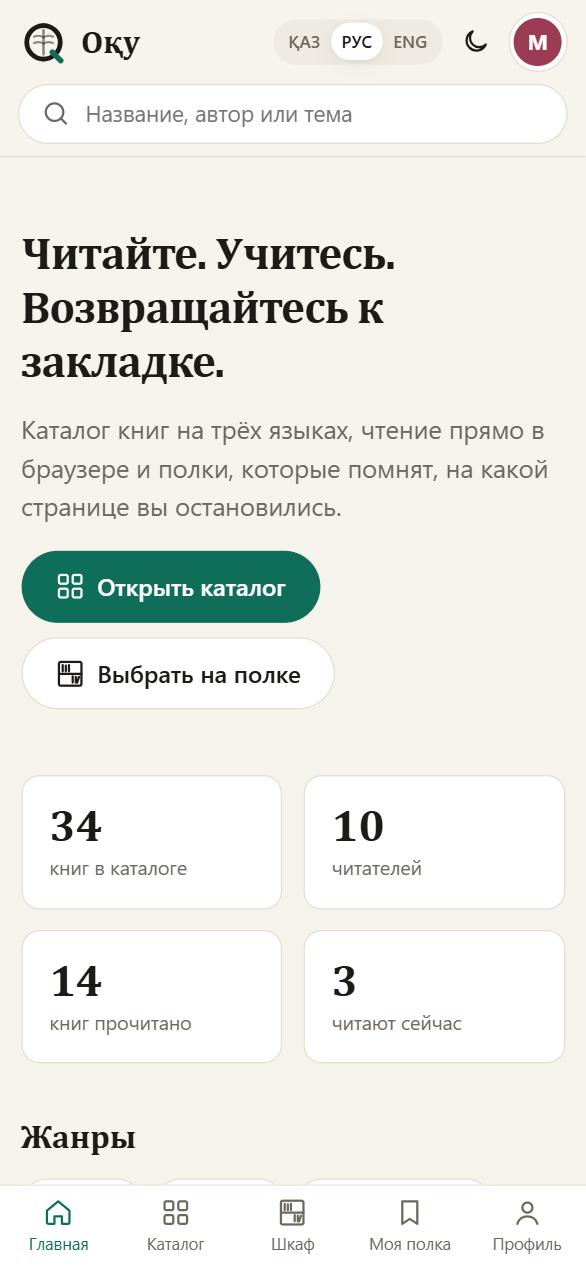 Оқу
ҚАЗ РУС ENG
M
Название, автор или тема
Читайте. Учитесь.
Возвращайтесь к
закладке.
Каталог книг на трёх языках, чтение прямо в
браузере и полки, которые помнят, на какой
странице вы остановились.
Открыть каталог
Выбрать на полке
34
книг в каталоге
10
читателей
14
книг прочитано
3
читают сейчас
Жанры
Главная
Каталог
Шкаф
Моя полка
Профиль